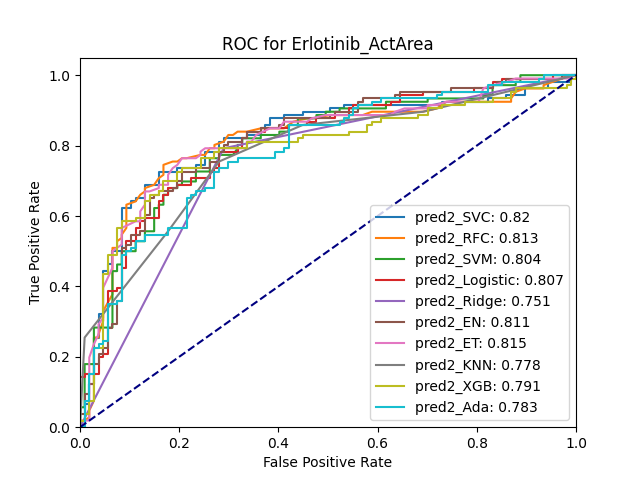 ROC for Erlotinib_ActArea
True Positive Rate
1.0
0.8
0.6
0.4
0.2
0.0
pred2_SVC: 0.82
pred2_RFC: 0.813
pred2_SVM: 0.804
pred2_Logistic: 0.807
pred2_Ridge: 0.751
pred2_EN: 0.811
pred2_ET: 0.815
pred2_KNN: 0.778
pred2_XGB: 0.791
pred2_Ada: 0.783
0.0 0.2 0.4 0.6 0.8 1.0
False Positive Rate